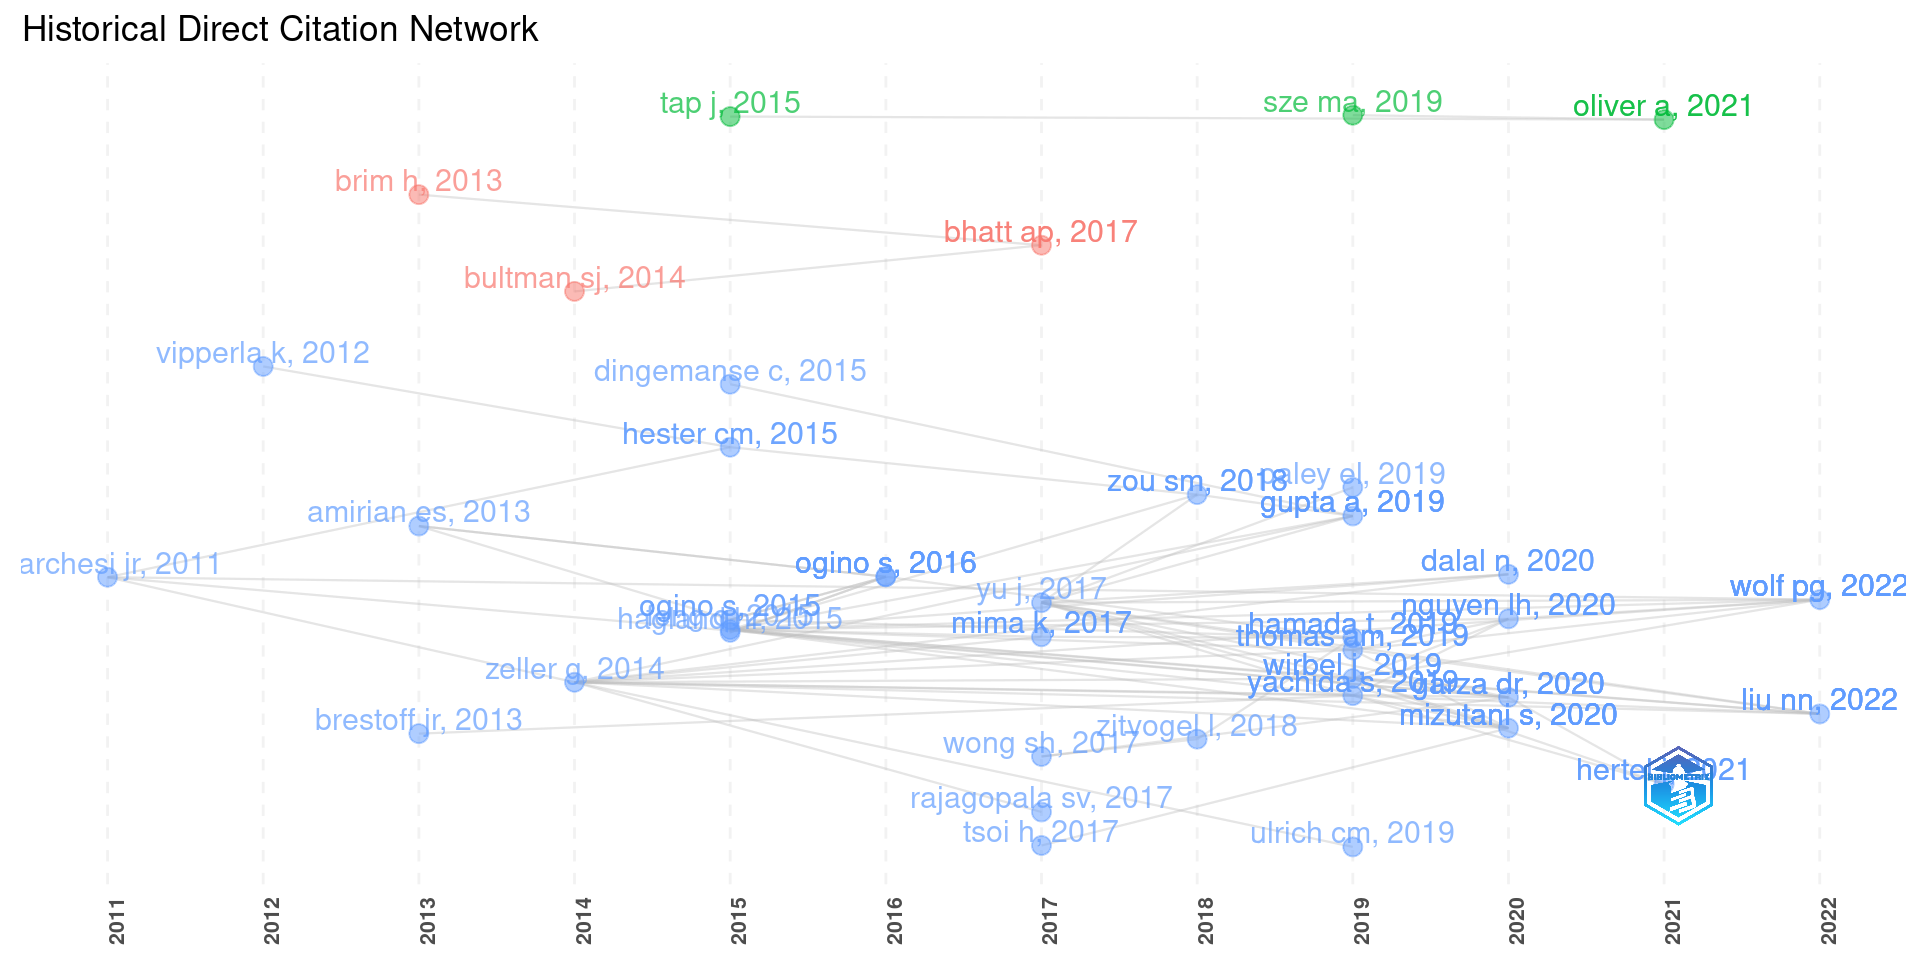 Historical Direct Citation Network
tap j, 2015
sze ma, 2019
oliver a, 2021
brim h, 2013
bhatt ap, 2017
bultman sj, 2014
vipperla k, 2012
dingemanse c, 2015
hester cm, 2015
zou sm, 2018
paley el, 2019
gupta a, 2019
amirian es, 2013
archesi jr, 2011
ogino s, 2016
dalal n, 2020
yu j, 2017
wolf pg, 2022
ogino s, 2015
2015
nguyen lh, 2020
mima k, 2017
hamada t, 2019
thomas am, 2019
zeller g, 2014
wirbel j, 2019
yachida s, 2019
garza dr, 2020
liu nn, 2022
brestoff jr, 2013
mizutani s, 2020
zitvogel l, 2018
wong sh, 2017
2021
BIBLIOMETRIX
rajagopala sv, 2017
tsoi h, 2017
ulrich cm, 2019
2011
2012
2013
2014
2015
2016
2017
2018
2019
2020
2021
2022